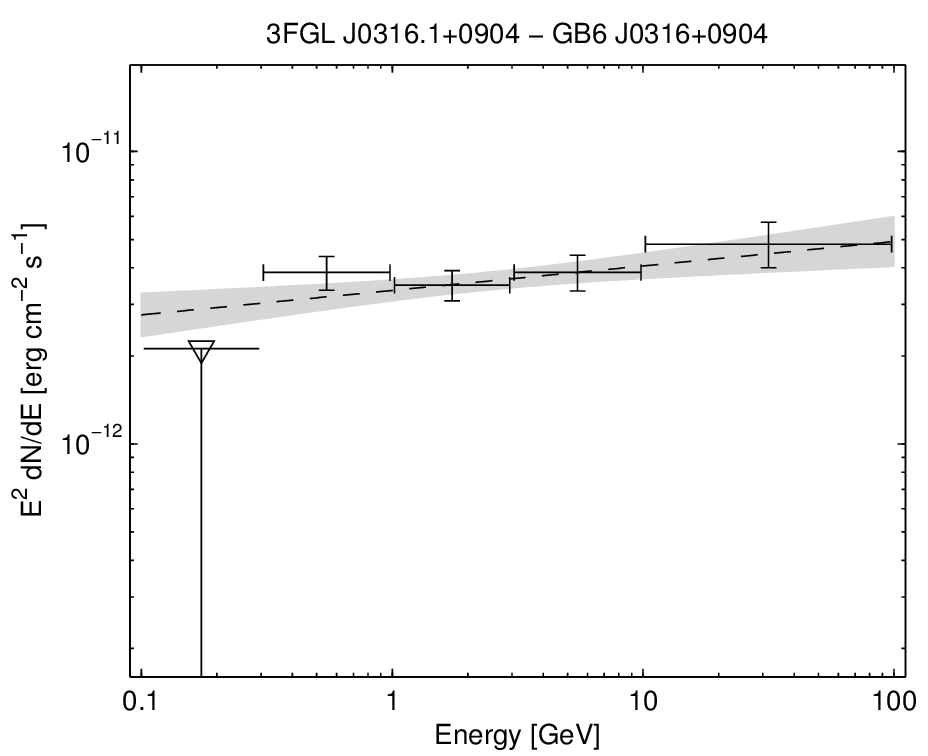 3FGL J0316.1+0904 − GB6 J0316+0904
10⁻¹¹
10⁻¹²
E² dN/dE [erg cm⁻² s⁻¹]
0.1 1 10 100
Energy [GeV]